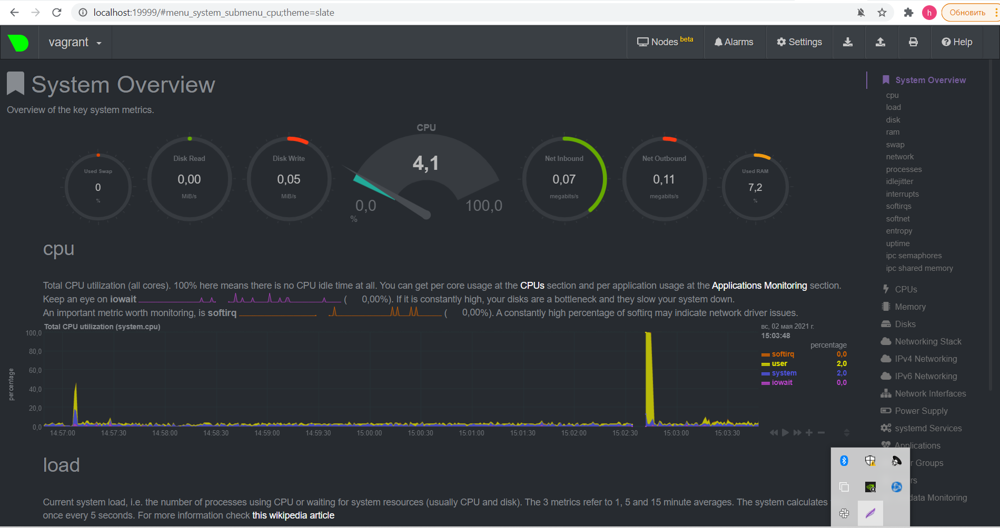 localhost:19999/#menu_system_submenu_cpu;theme=slate
h
Обновить
vagrant
Nodes beta
Alarms
Settings
Help
System Overview
Overview of the key system metrics.
Used Swap
0
%
Disk Read
0,00
MiB/s
Disk Write
0,05
MiB/s
CPU
4,1
0,0
100,0
%
Net Inbound
0,07
megabits/s
Net Outbound
0,11
megabits/s
Used RAM
7,2
%
cpu
Total CPU utilization (all cores). 100% here means there is no CPU idle time at all. You can get per core usage at the CPUs section and per application usage at the Applications Monitoring section.
Keep an eye on iowait ( 0,00%). If it is constantly high, your disks are a bottleneck and they slow your system down.
An important metric worth monitoring, is softirq ( 0,00%). A constantly high percentage of softirq may indicate network driver issues.
Total CPU utilization (system.cpu)
percentage
100,0
80,0
60,0
40,0
20,0
0,0
14:57:00 14:57:30 14:58:00 14:58:30 14:59:00 14:59:30 15:00:00 15:00:30 15:01:00 15:01:30 15:02:00 15:02:30 15:03:00 15:03:30
вс, 02 мая 2021 г.
15:03:48
percentage
softirq 0,0
user 2,0
system 2,0
iowait 0,0
load
Current system load, i.e. the number of processes using CPU or waiting for system resources (usually CPU and disk). The 3 metrics refer to 1, 5 and 15 minute averages. The system calculates
once every 5 seconds. For more information check this wikipedia article
System Overview
cpu
load
disk
ram
swap
network
processes
idlejitter
interrupts
softirqs
softnet
entropy
uptime
ipc semaphores
ipc shared memory
CPUs
Memory
Disks
Networking Stack
IPv4 Networking
IPv6 Networking
Network Interfaces
Power Supply
systemd Services
Applications
Groups
Monitoring